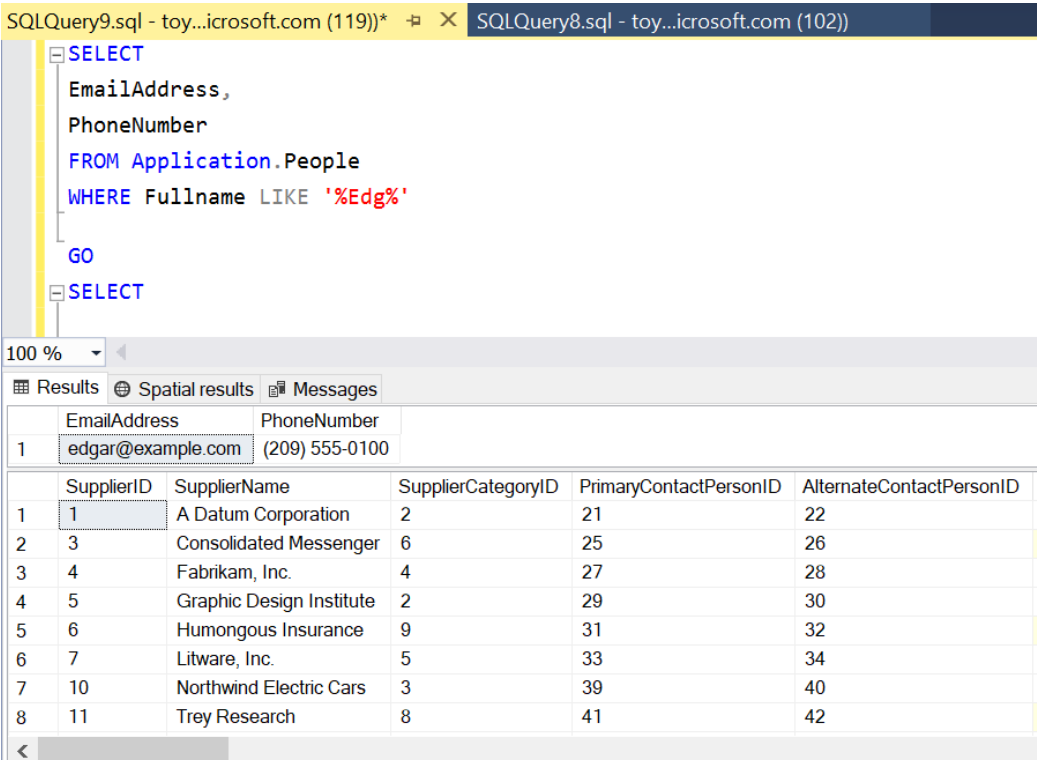 SQLQuery9.sql - toy...icrosoft.com (119))* SQLQuery8.sql - toy...icrosoft.com (102))
SELECT
EmailAddress,
PhoneNumber
FROM Application.People
WHERE Fullname LIKE '%Edg%'
GO
SELECT
100 %
Results Spatial results Messages
EmailAddress PhoneNumber
1 edgar@example.com (209) 555-0100
SupplierID SupplierName SupplierCategoryID PrimaryContactPersonID AlternateContactPersonID
1 1 A Datum Corporation 2 21 22
2 3 Consolidated Messenger 6 25 26
3 4 Fabrikam, Inc. 4 27 28
4 5 Graphic Design Institute 2 29 30
5 6 Humongous Insurance 9 31 32
6 7 Litware, Inc. 5 33 34
7 10 Northwind Electric Cars 3 39 40
8 11 Trey Research 8 41 42